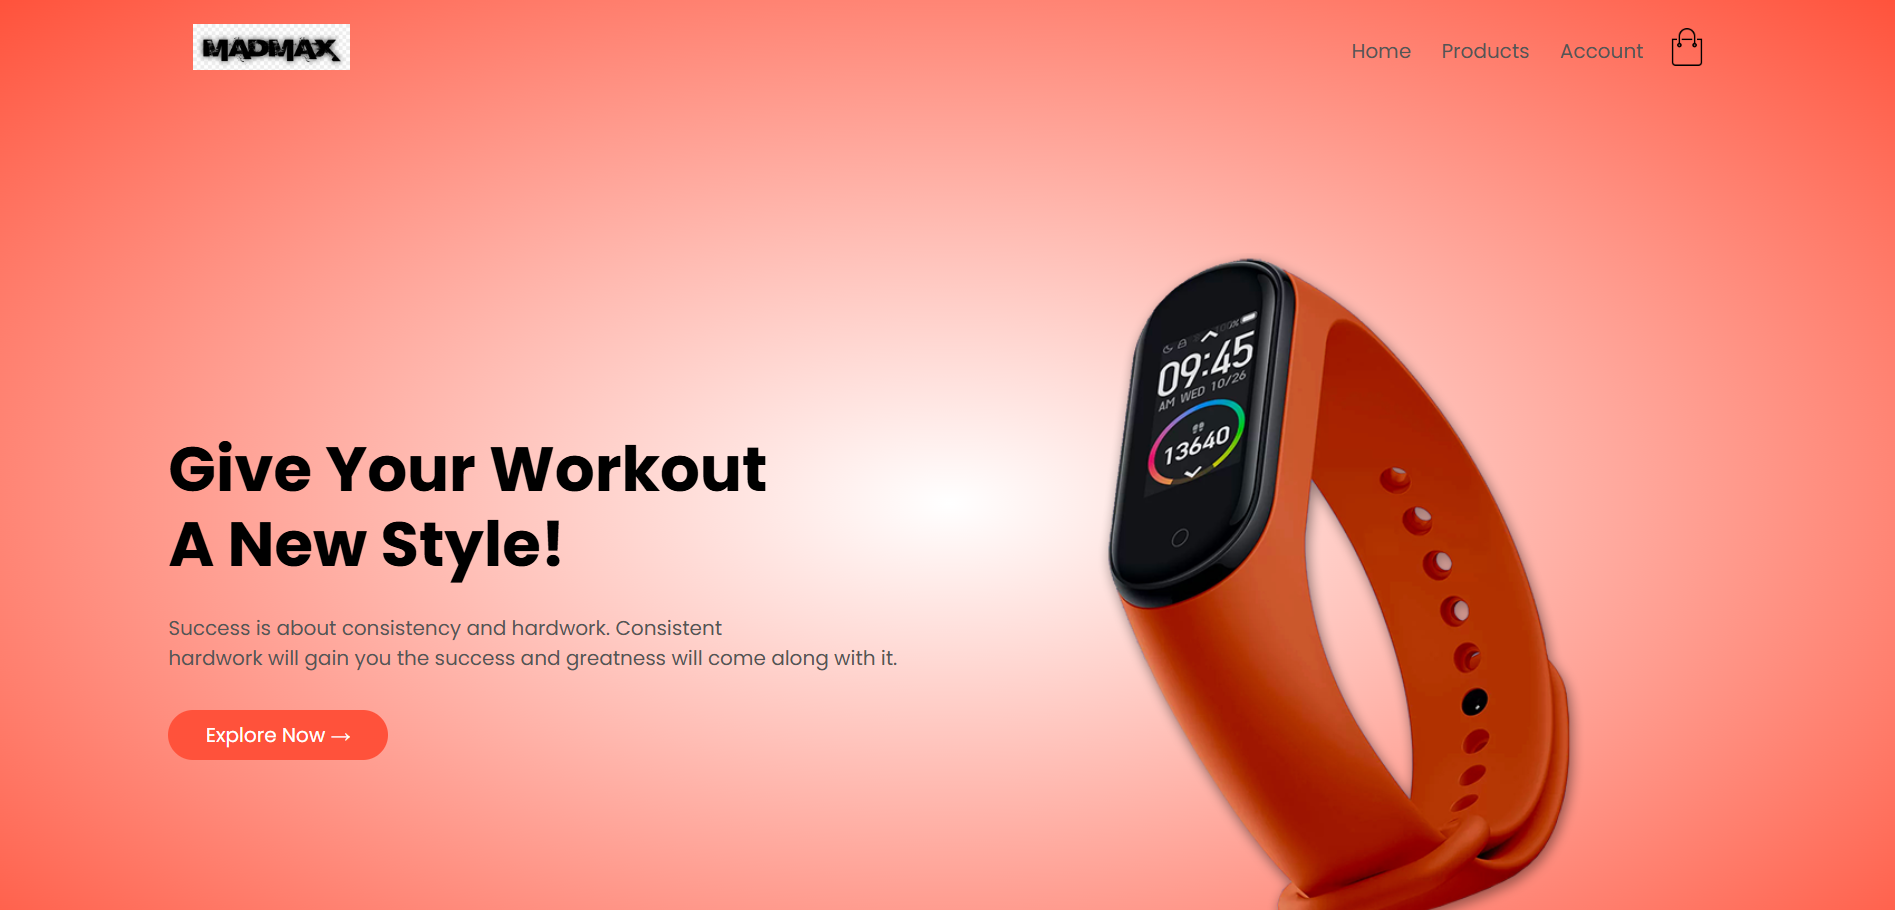 MADMAX
Home Products Account
Give Your Workout
A New Style!
Success is about consistency and hardwork. Consistent
hardwork will gain you the success and greatness will come along with it.
Explore Now →
100%
09:45
AM WED 10/26
13640